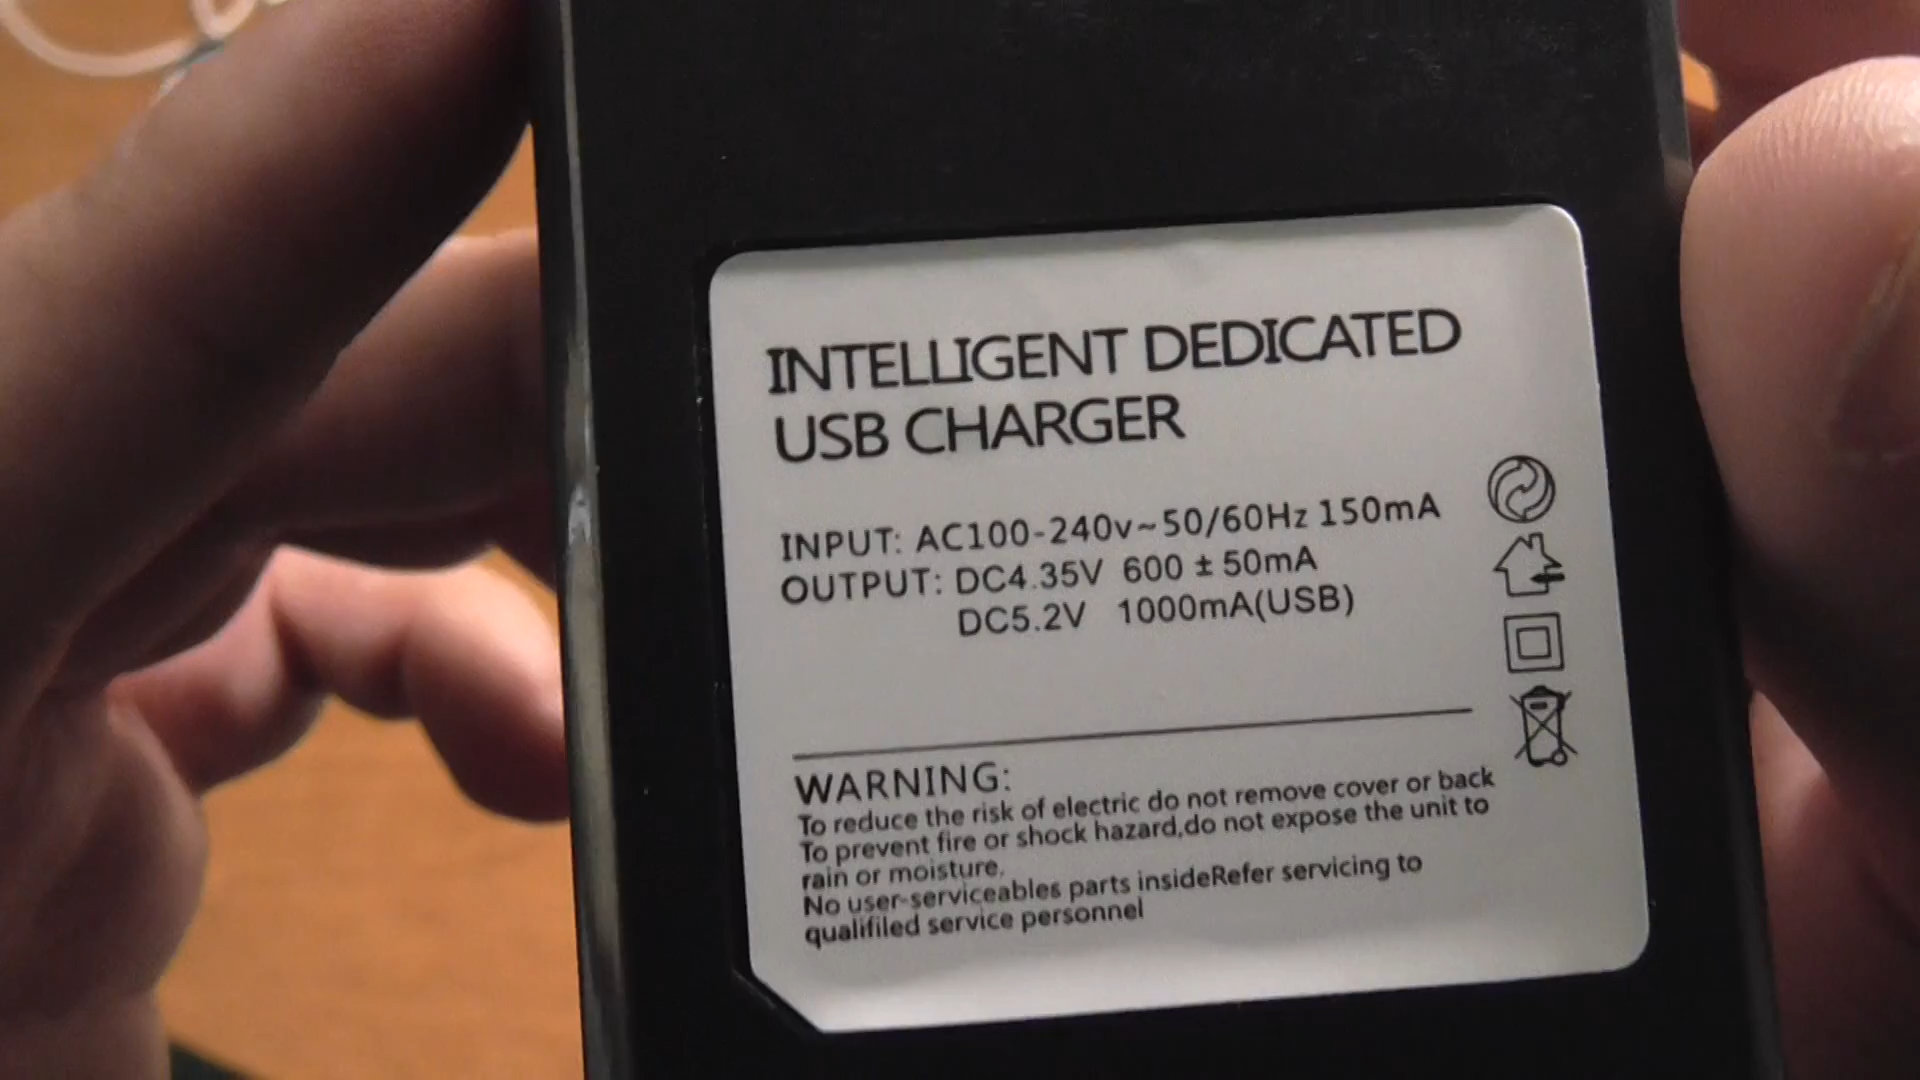 INTELLIGENT DEDICATED
USB CHARGER
INPUT: AC100-240v~50/60Hz 150mA
OUTPUT: DC4.35V 600 ± 50mA
DC5.2V 1000mA(USB)
WARNING:
To reduce the risk of electric do not remove cover or back
To prevent fire or shock hazard,do not expose the unit to
rain or moisture.
No user-serviceables parts insideRefer servicing to
qualifiled service personnel